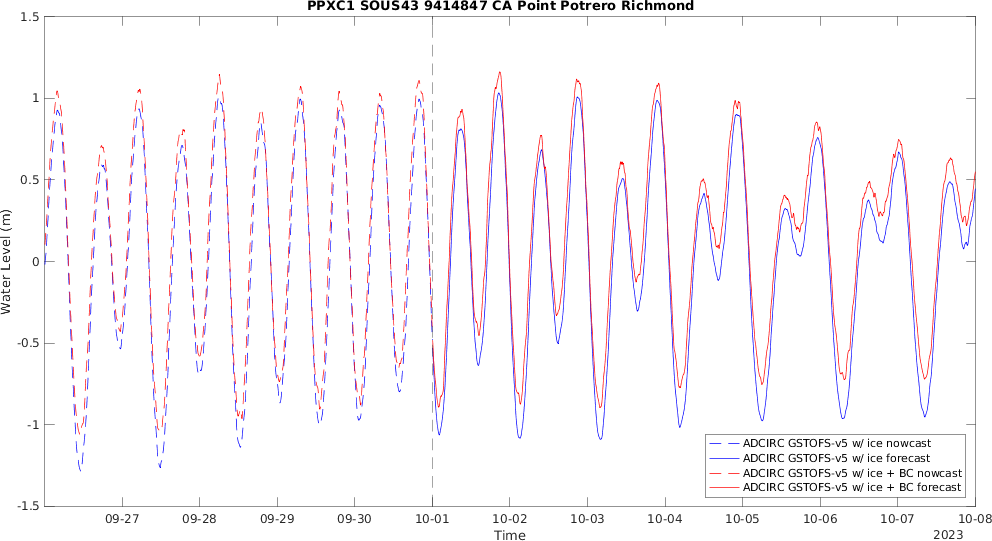 PPXC1 SOUS43 9414847 CA Point Potrero Richmond
1.5
1
0.5
0
-0.5
-1
-1.5
Water Level (m)
09-27 09-28 09-29 09-30 10-01 10-02 10-03 10-04 10-05 10-06 10-07 10-08
Time
2023
ADCIRC GSTOFS-v5 w/ ice nowcast
ADCIRC GSTOFS-v5 w/ ice forecast
ADCIRC GSTOFS-v5 w/ ice + BC nowcast
ADCIRC GSTOFS-v5 w/ ice + BC forecast